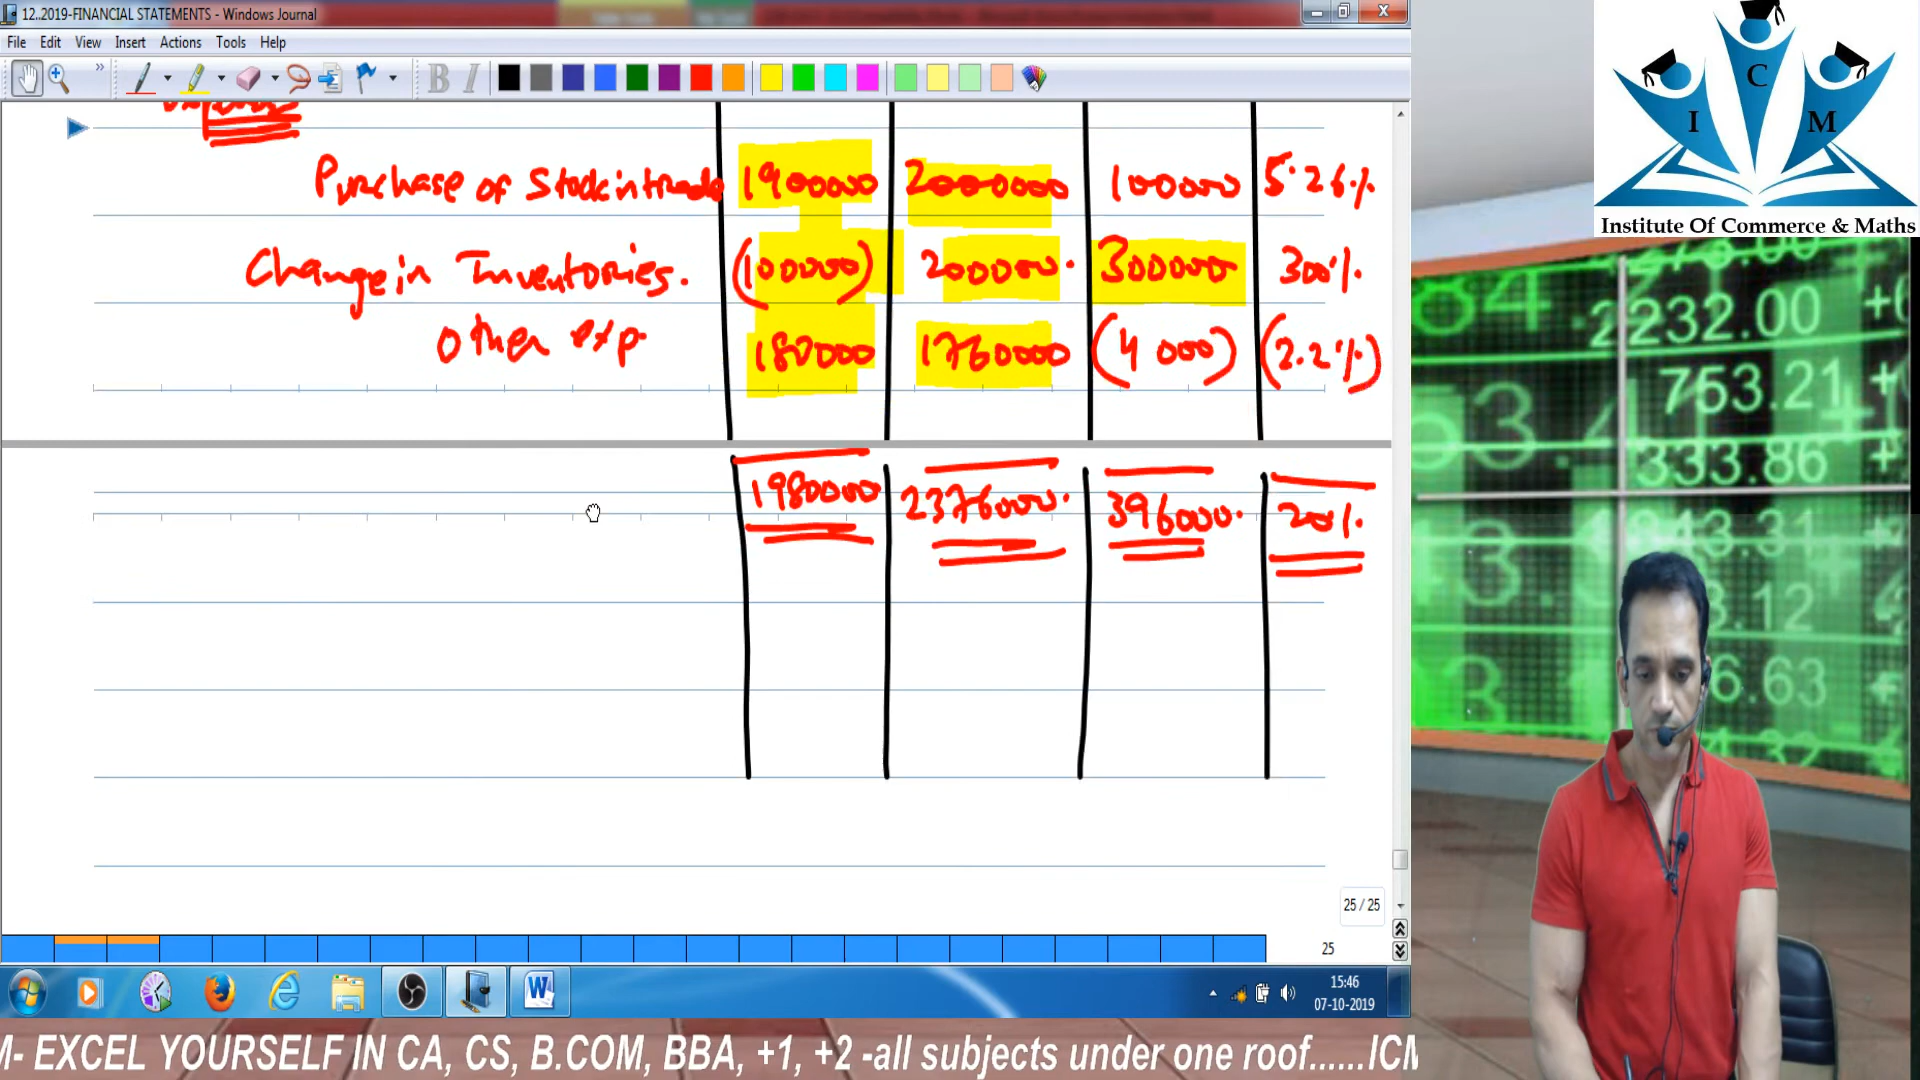 12..2019-FINANCIAL STATEMENTS - Windows Journal
File Edit View Insert Actions Tools Help
B I
Purchase of Stock in trade 1900000 2000000 100000 5.26%
Change in Inventories. (100000) 200000. 300000 300%
Other exp. 180000 1760000 (4000) (2.2%)
1980000 2376000. 396000. 20%
25 / 25
25
15:46
07-10-2019
I C M
Institute Of Commerce & Maths
2232.00
753.21
333.86
M- EXCEL YOURSELF IN CA, CS, B.COM, BBA, +1, +2 -all subjects under one roof......ICM